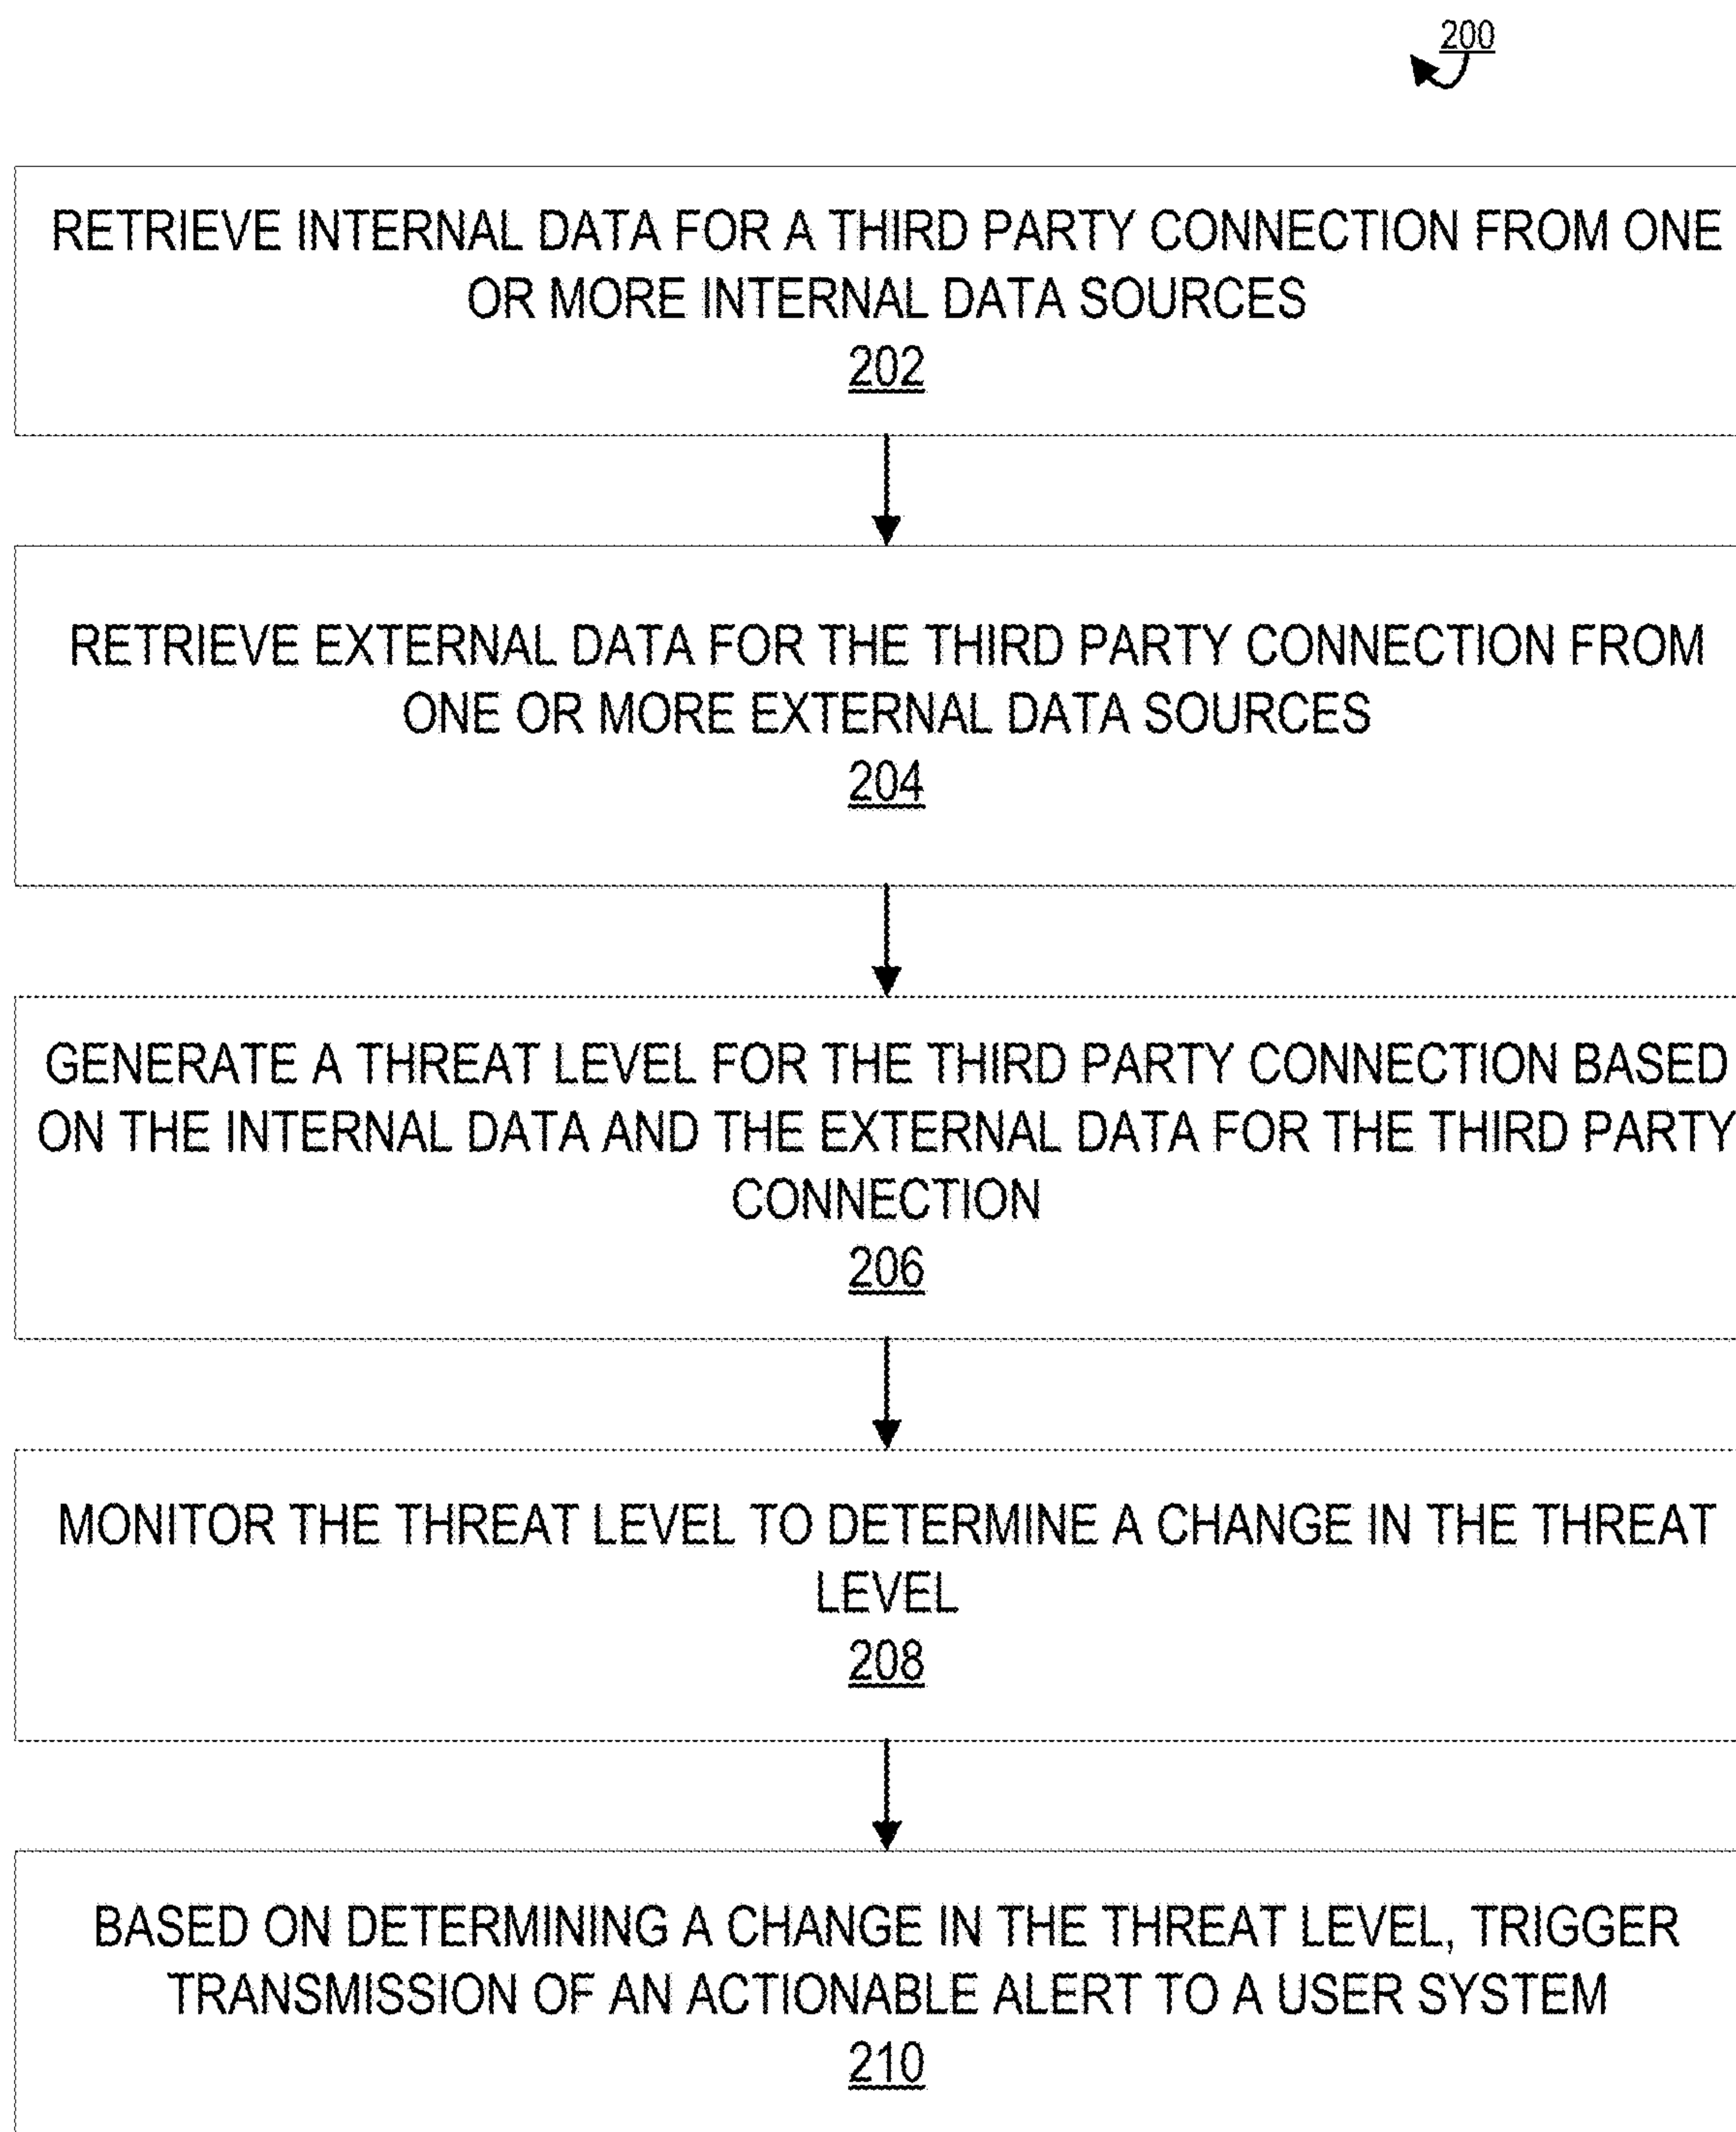 200
RETRIEVE INTERNAL DATA FOR A THIRD PARTY CONNECTION FROM ONE
OR MORE INTERNAL DATA SOURCES
202
RETRIEVE EXTERNAL DATA FOR THE THIRD PARTY CONNECTION FROM
ONE OR MORE EXTERNAL DATA SOURCES
204
GENERATE A THREAT LEVEL FOR THE THIRD PARTY CONNECTION BASED
ON THE INTERNAL DATA AND THE EXTERNAL DATA FOR THE THIRD PARTY
CONNECTION
206
MONITOR THE THREAT LEVEL TO DETERMINE A CHANGE IN THE THREAT
LEVEL
208
BASED ON DETERMINING A CHANGE IN THE THREAT LEVEL, TRIGGER
TRANSMISSION OF AN ACTIONABLE ALERT TO A USER SYSTEM
210